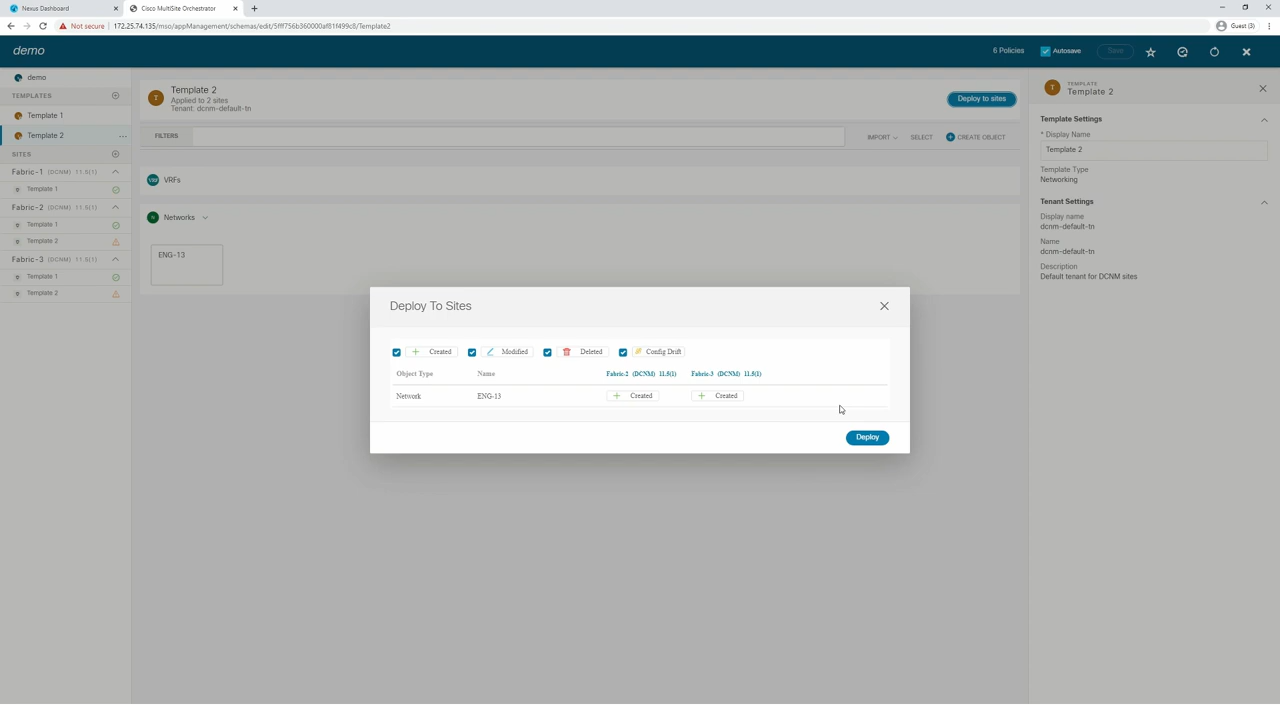 Nexus Dashboard
Cisco MultiSite Orchestrator
Not secure | 172.25.74.135/mso/appManagement/schemas/edit/5fff756b360000af81f499c8/Template2
Guest (3)
demo
6 Policies
Autosave
Save
demo
TEMPLATES
Template 1
Template 2
SITES
Fabric-1 (DCNM) 11.5(1)
Template 1
Fabric-2 (DCNM) 11.5(1)
Template 1
Template 2
Fabric-3 (DCNM) 11.5(1)
Template 1
Template 2
T
Template 2
Applied to 2 sites
Tenant: dcnm-default-tn
Deploy to sites
FILTERS
IMPORT
SELECT
CREATE OBJECT
VRF
VRFs
N
Networks
ENG-13
Deploy To Sites
Created
Modified
Deleted
Config Drift
Object Type
Name
Fabric-2 (DCNM) 11.5(1)
Fabric-3 (DCNM) 11.5(1)
Network
ENG-13
Created
Created
Deploy
T
TEMPLATE
Template 2
Template Settings
* Display Name
Template 2
Template Type
Networking
Tenant Settings
Display name
dcnm-default-tn
Name
dcnm-default-tn
Description
Default tenant for DCNM sites